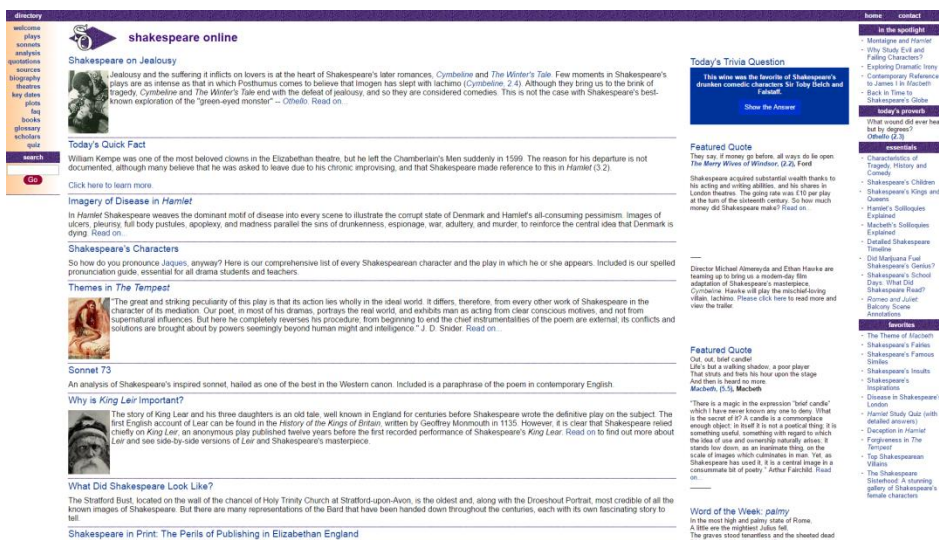 directory
home contact
welcome
plays
sonnets
analysis
quotations
sources
biography
theatres
key dates
plots
faq
books
glossary
scholars
quiz
search
Go
shakespeare online
Shakespeare on Jealousy
Jealousy and the suffering it inflicts on lovers is at the heart of Shakespeare's later romances, Cymbeline and The Winter's Tale. Few moments in Shakespeare's
plays are as intense as that in which Posthumus comes to believe that Imogen has slept with Iachimo (Cymbeline, 2.4). Although they bring us to the brink of
tragedy, Cymbeline and The Winter's Tale end with the defeat of jealousy, and so they are considered comedies. This is not the case with Shakespeare's best-
known exploration of the "green-eyed monster" -- Othello. Read on...
Today's Quick Fact
William Kempe was one of the most beloved clowns in the Elizabethan theatre, but he left the Chamberlain's Men suddenly in 1599. The reason for his departure is not
documented, although many believe that he was asked to leave due to his chronic improvising, and that Shakespeare made reference to this in Hamlet (3.2).
Click here to learn more.
Imagery of Disease in Hamlet
In Hamlet Shakespeare weaves the dominant motif of disease into every scene to illustrate the corrupt state of Denmark and Hamlet's all-consuming pessimism. Images of
ulcers, pleurisy, full body pustules, apoplexy, and madness parallel the sins of drunkenness, espionage, war, adultery, and murder, to reinforce the central idea that Denmark is
dying. Read on...
Shakespeare's Characters
So how do you pronounce Jaques, anyway? Here is our comprehensive list of every Shakespearean character and the play in which he or she appears. Included is our spelled
pronunciation guide, essential for all drama students and teachers.
Themes in The Tempest
"The great and striking peculiarity of this play is that its action lies wholly in the ideal world. It differs, therefore, from every other work of Shakespeare in the
character of its mediation. Our poet, in most of his dramas, portrays the real world, and exhibits man as acting from clear conscious motives, and not from
supernatural influences. But here he completely reverses his procedure; from beginning to end the chief instrumentalities of the poem are external; its conflicts and
solutions are brought about by powers seemingly beyond human might and intelligence." J. D. Snider. Read on...
Sonnet 73
An analysis of Shakespeare's inspired sonnet, hailed as one of the best in the Western canon. Included is a paraphrase of the poem in contemporary English.
Why is King Leir Important?
The story of King Lear and his three daughters is an old tale, well known in England for centuries before Shakespeare wrote the definitive play on the subject. The
first English account of Lear can be found in the History of the Kings of Britain, written by Geoffrey Monmouth in 1135. However, it is clear that Shakespeare relied
chiefly on King Leir, an anonymous play published twelve years before the first recorded performance of Shakespeare's King Lear. Read on to find out more about
Leir and see side-by-side versions of Leir and Shakespeare's masterpiece.
What Did Shakespeare Look Like?
The Stratford Bust, located on the wall of the chancel of Holy Trinity Church at Stratford-upon-Avon, is the oldest and, along with the Droeshout Portrait, most credible of all the
known images of Shakespeare. But there are many representations of the Bard that have been handed down throughout the centuries, each with its own fascinating story to
tell.
Shakespeare in Print: The Perils of Publishing in Elizabethan England
Today's Trivia Question
This wine was the favorite of Shakespeare's
drunken comedic characters Sir Toby Belch and
Falstaff.
Show the Answer
Featured Quote
They say, if money go before, all ways do lie open.
The Merry Wives of Windsor, (2.2), Ford
Shakespeare acquired substantial wealth thanks to
his acting and writing abilities, and his shares in
London theatres. The going rate was £10 per play
at the turn of the sixteenth century. So how much
money did Shakespeare make? Read on...
Director Michael Almereyda and Ethan Hawke are
teaming up to bring us a modern-day film
adaptation of Shakespeare's masterpiece,
Cymbeline. Hawke will play the mischief-loving
villain, Iachimo. Please click here to read more and
view the trailer.
Featured Quote
Out, out, brief candle!
Life's but a walking shadow, a poor player
That struts and frets his hour upon the stage
And then is heard no more.
Macbeth, (5.5), Macbeth
"There is a magic in the expression "brief candle"
which I have never known any one to deny. What
is the secret of it? A candle is a commonplace
enough object; in itself it is not a poetical thing; it is
something useful, something with regard to which
the idea of use and ownership naturally arises; it
stands low down, as an inanimate thing, on the
scale of images which culminates in man. Yet, as
Shakespeare has used it, it is a central image in a
consummate bit of poetry." Arthur Fairchild. Read
on...
Word of the Week: palmy
In the most high and palmy state of Rome,
A little ere the mightiest Julius fell,
The graves stood tenantless and the sheeted dead
in the spotlight
Montaigne and Hamlet
Why Study Evil and
Failing Characters?
Exploring Dramatic Irony
Contemporary Reference
to James I in Macbeth
Back in Time to
Shakespeare's Globe
today's proverb
What wound did ever hea
but by degrees?
Othello (2.3)
essentials
Characteristics of
Tragedy, History and
Comedy
Shakespeare's Children
Shakespeare's Kings and
Queens
Hamlet's Soliloquies
Explained
Macbeth's Soliloquies
Explained
Detailed Shakespeare
Timeline
Did Marijuana Fuel
Shakespeare's Genius?
Shakespeare's School
Days: What Did
Shakespeare Read?
Romeo and Juliet:
Balcony Scene
Annotations
favorites
The Theme of Macbeth
Shakespeare's Fairies
Shakespeare's Famous
Similes
Shakespeare's Insults
Shakespeare's
Inspirations
Disease in Shakespeare's
London
Hamlet Study Quiz (with
detailed answers)
Deception in Hamlet
Forgiveness in The
Tempest
Top Shakespearean
Villains
The Shakespeare
Sisterhood: A stunning
gallery of Shakespeare's
female characters